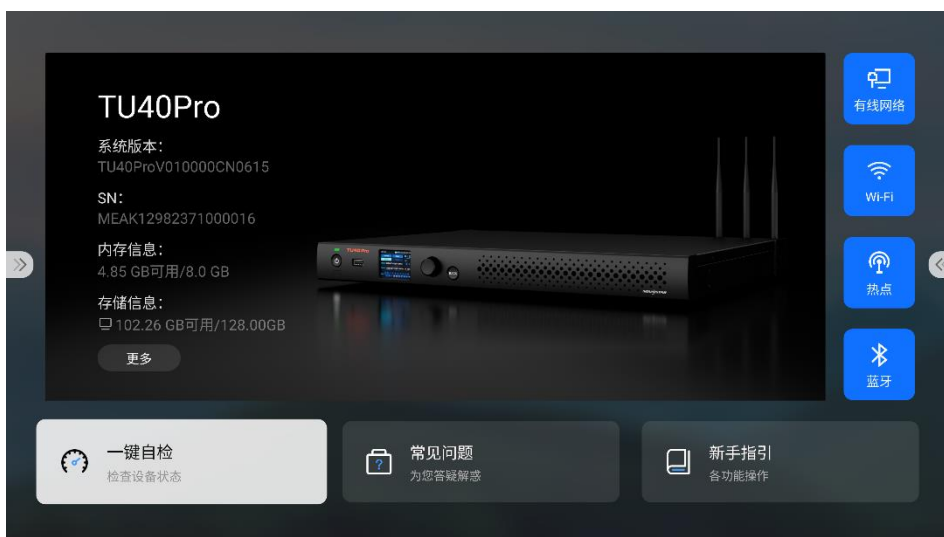 TU40Pro
系统版本：
TU40ProV010000CN0615
SN：
MEAK12982371000016
内存信息：
4.85 GB可用/8.0 GB
存储信息：
102.26 GB可用/128.00GB
更多
有线网络
Wi-Fi
热点
蓝牙
一键自检
检查设备状态
常见问题
为您答疑解惑
新手指引
各功能操作